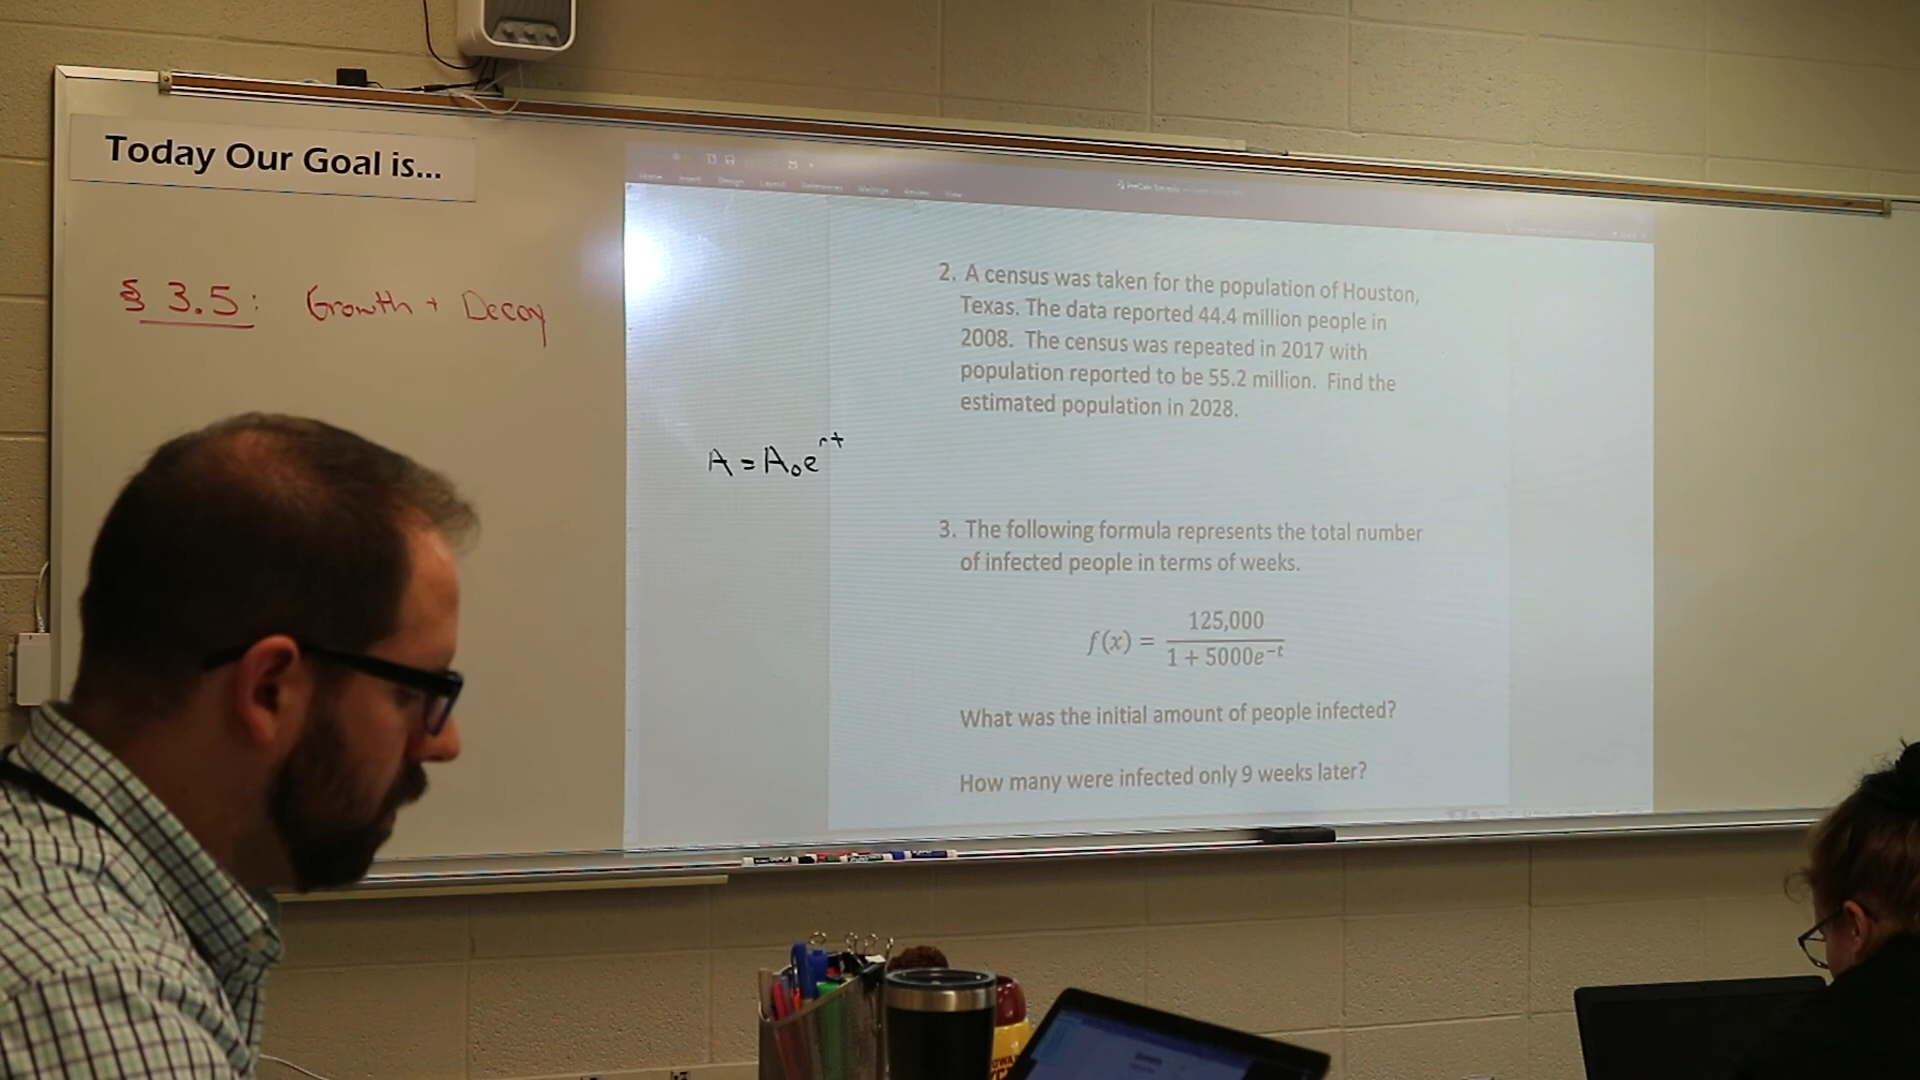 Today Our Goal is...
§ 3.5: Growth + Decay
2. A census was taken for the population of Houston,
Texas. The data reported 44.4 million people in
2008. The census was repeated in 2017 with
population reported to be 55.2 million. Find the
estimated population in 2028.
A = A₀e^rt
3. The following formula represents the total number
of infected people in terms of weeks.
f(x) = 125,000 / 1 + 5000e⁻ᵗ
What was the initial amount of people infected?
How many were infected only 9 weeks later?